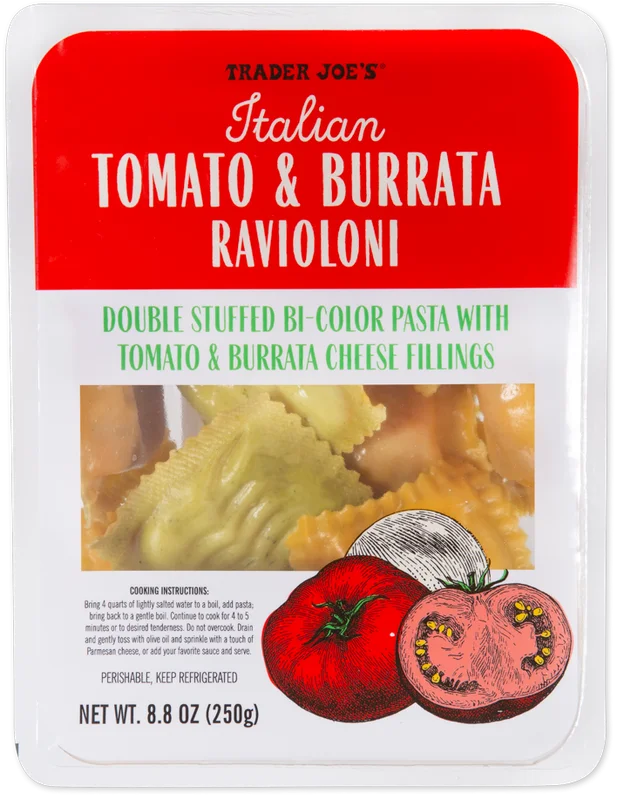 TRADER JOE'S®
Italian
TOMATO & BURRATA
RAVIOLONI
DOUBLE STUFFED BI-COLOR PASTA WITH
TOMATO & BURRATA CHEESE FILLINGS
COOKING INSTRUCTIONS:
Bring 4 quarts of lightly salted water to a boil, add pasta;
bring back to a gentle boil. Continue to cook for 4 to 5
minutes or to desired tenderness. Do not overcook. Drain
and gently toss with olive oil and sprinkle with a touch of
Parmesan cheese, or add your favorite sauce and serve.
PERISHABLE, KEEP REFRIGERATED
NET WT. 8.8 OZ (250g)